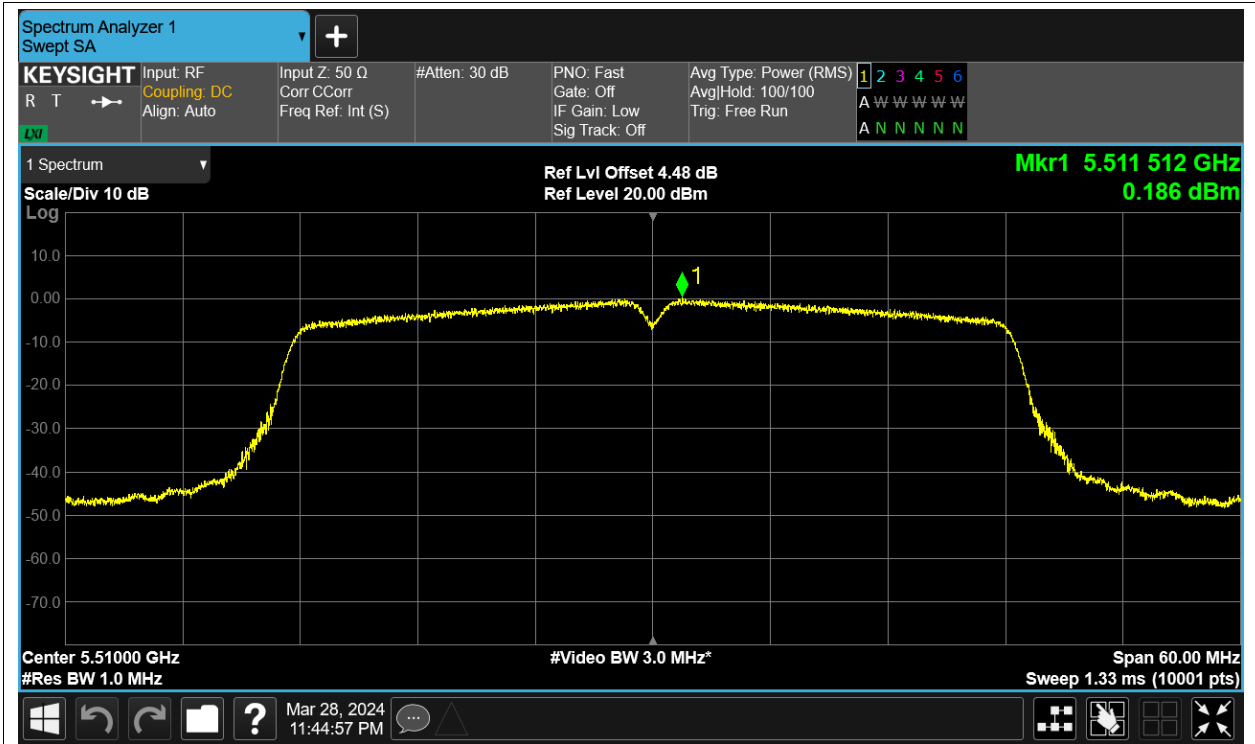 Spectrum Analyzer 1
Swept SA
KEYSIGHT
R T
LXI
Input: RF
Coupling: DC
Align: Auto
Input Z: 50 Ω
Corr CCorr
Freq Ref: Int (S)
#Atten: 30 dB
PNO: Fast
Gate: Off
IF Gain: Low
Sig Track: Off
Avg Type: Power (RMS)
Avg|Hold: 100/100
Trig: Free Run
1 2 3 4 5 6
A W W W W W
A N N N N N
1 Spectrum
Scale/Div 10 dB
Log
Ref Lvl Offset 4.48 dB
Ref Level 20.00 dBm
Mkr1 5.511 512 GHz
0.186 dBm
1
10.0
0.00
-10.0
-20.0
-30.0
-40.0
-50.0
-60.0
-70.0
Center 5.51000 GHz
#Res BW 1.0 MHz
#Video BW 3.0 MHz*
Span 60.00 MHz
Sweep 1.33 ms (10001 pts)
?
Mar 28, 2024
11:44:57 PM